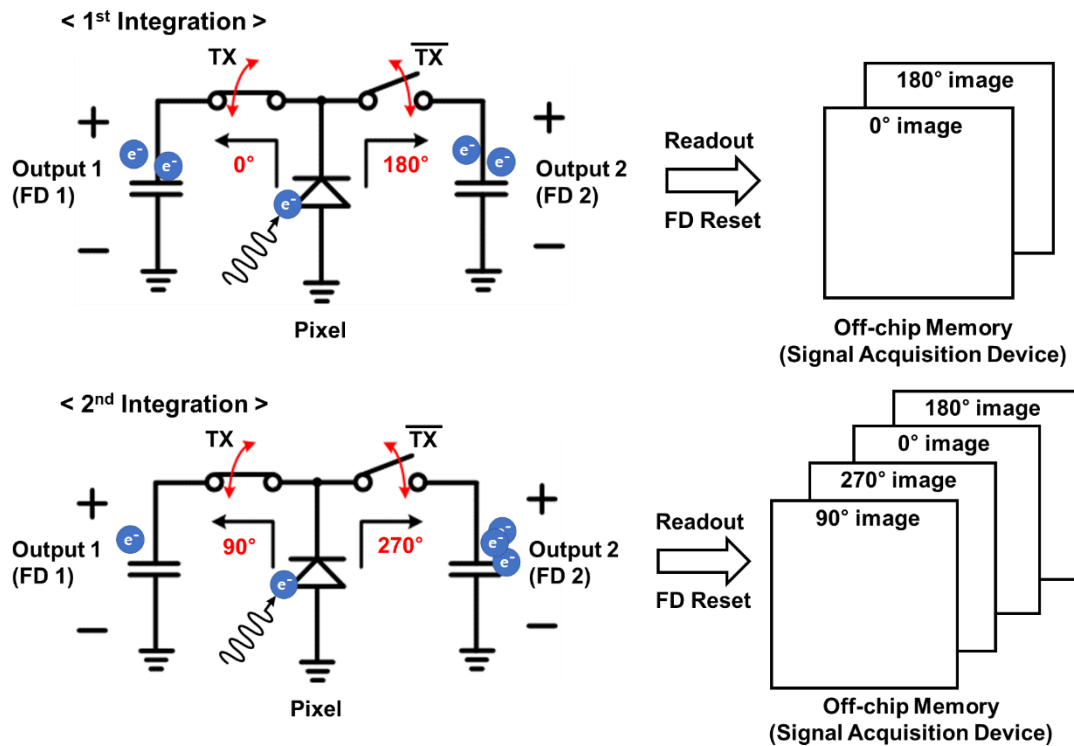 < 1st Integration >
TX
TX
180° image
0° image
+
+
e-
e-
e-
e-
Readout
Output 1
(FD 1)
0°
180°
Output 2
(FD 2)
e-
FD Reset
−
−
Pixel
Off-chip Memory
(Signal Acquisition Device)
< 2nd Integration >
TX
TX
180° image
0° image
270° image
90° image
+
+
e-
e-
e-
e-
Readout
Output 1
(FD 1)
90°
270°
Output 2
(FD 2)
e-
FD Reset
−
−
Pixel
Off-chip Memory
(Signal Acquisition Device)